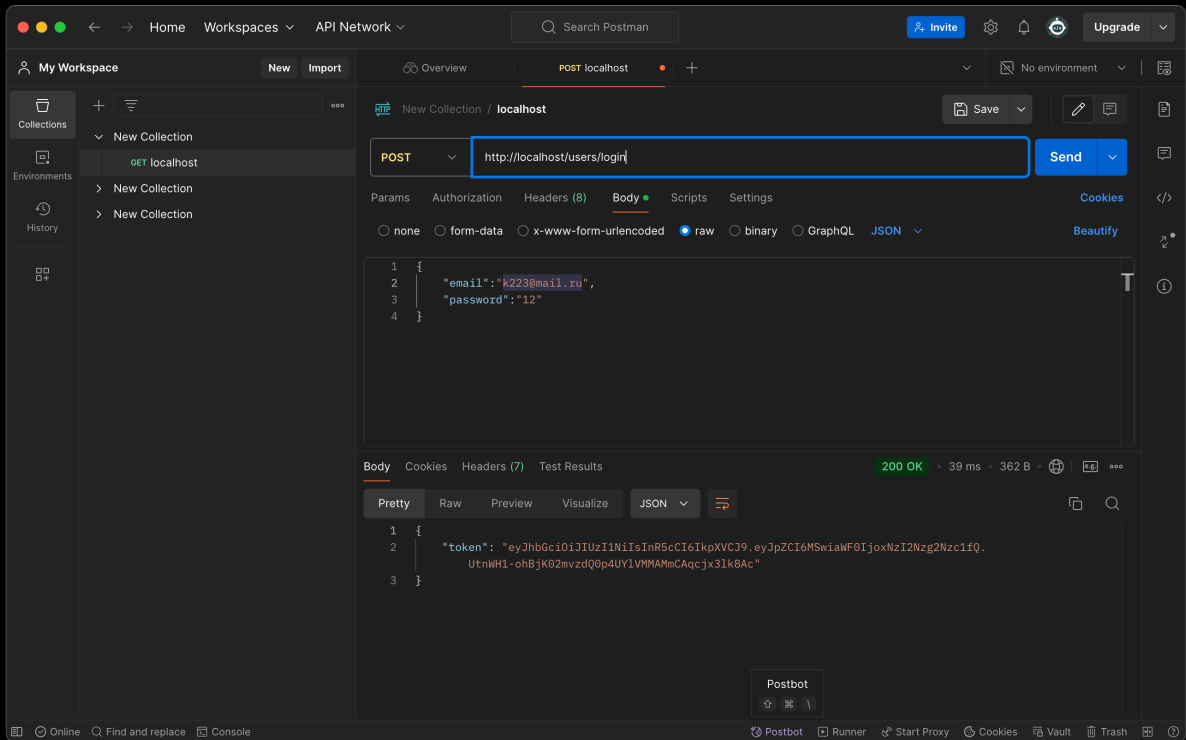 Home Workspaces API Network Search Postman Invite Upgrade
My Workspace New Import Overview POST localhost No environment
Collections
Environments
History
New Collection
GET localhost
New Collection
New Collection
HTTP New Collection / localhost Save
POST http://localhost/users/login Send
Params Authorization Headers (8) Body Scripts Settings Cookies
none form-data x-www-form-urlencoded raw binary GraphQL JSON Beautify
1 {
2 "email":"k223@mail.ru",
3 "password":"12"
4 }
T
Body Cookies Headers (7) Test Results 200 OK 39 ms 362 B e.g.
Pretty Raw Preview Visualize JSON
1 {
2 "token": "eyJhbGciOiJIUzI1NiIsInR5cCI6IkpXVCJ9.eyJpZCI6MSwiaWF0IjoxNzI2Nzg2Nzc1fQ.
UtnWH1-ohBjK02mvzdQ0p4UYlVMMAMmCAqcjx3lk8Ac"
3 }
Postbot
⇧ ⌘ \
Online Find and replace Console Postbot Runner Start Proxy Cookies Vault Trash